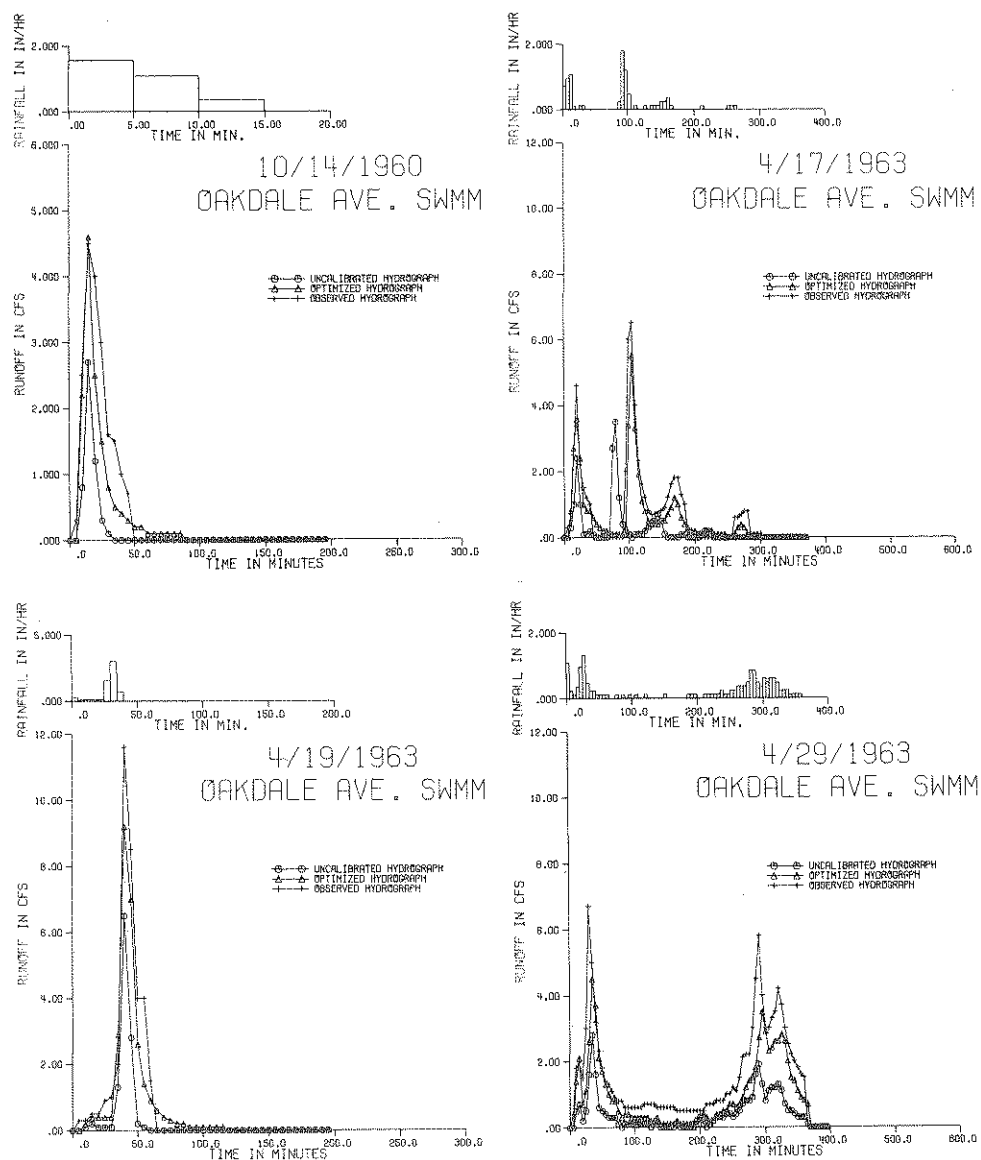 RAINFALL IN IN/HR
2.000
.000
.00 5.00 10.00 15.00 20.00
TIME IN MIN.
10/14/1960
OAKDALE AVE. SWMM
RUNOFF IN CFS
6.000
5.000
4.000
3.000
2.000
1.000
.000
UNCALIBRATED HYDROGRAPH
OPTIMIZED HYDROGRAPH
OBSERVED HYDROGRAPH
.0 50.0 100.0 150.0 200.0 300.0
TIME IN MINUTES
RAINFALL IN IN/HR
2.000
.000
.0 100.0 200.0 300.0 400.0
TIME IN MIN.
4/17/1963
OAKDALE AVE. SWMM
RUNOFF IN CFS
12.00
10.00
8.00
6.00
4.00
2.00
.00
UNCALIBRATED HYDROGRAPH
OPTIMIZED HYDROGRAPH
OBSERVED HYDROGRAPH
.0 100.0 200.0 300.0 400.0 500.0 600.0
TIME IN MINUTES
RAINFALL IN IN/HR
5.000
.000
.0 50.0 100.0 150.0 200.0
TIME IN MIN.
4/19/1963
OAKDALE AVE. SWMM
RUNOFF IN CFS
12.00
10.00
8.00
6.00
4.00
2.00
.00
UNCALIBRATED HYDROGRAPH
OPTIMIZED HYDROGRAPH
OBSERVED HYDROGRAPH
.0 50.0 100.0 150.0 200.0 300.0
TIME IN MINUTES
RAINFALL IN IN/HR
2.000
.000
.0 100.0 200.0 300.0 400.0
TIME IN MIN.
4/29/1963
OAKDALE AVE. SWMM
RUNOFF IN CFS
12.00
10.00
8.00
6.00
4.00
2.00
.00
UNCALIBRATED HYDROGRAPH
OPTIMIZED HYDROGRAPH
OBSERVED HYDROGRAPH
.0 100.0 200.0 300.0 400.0 500.0 600.0
TIME IN MINUTES